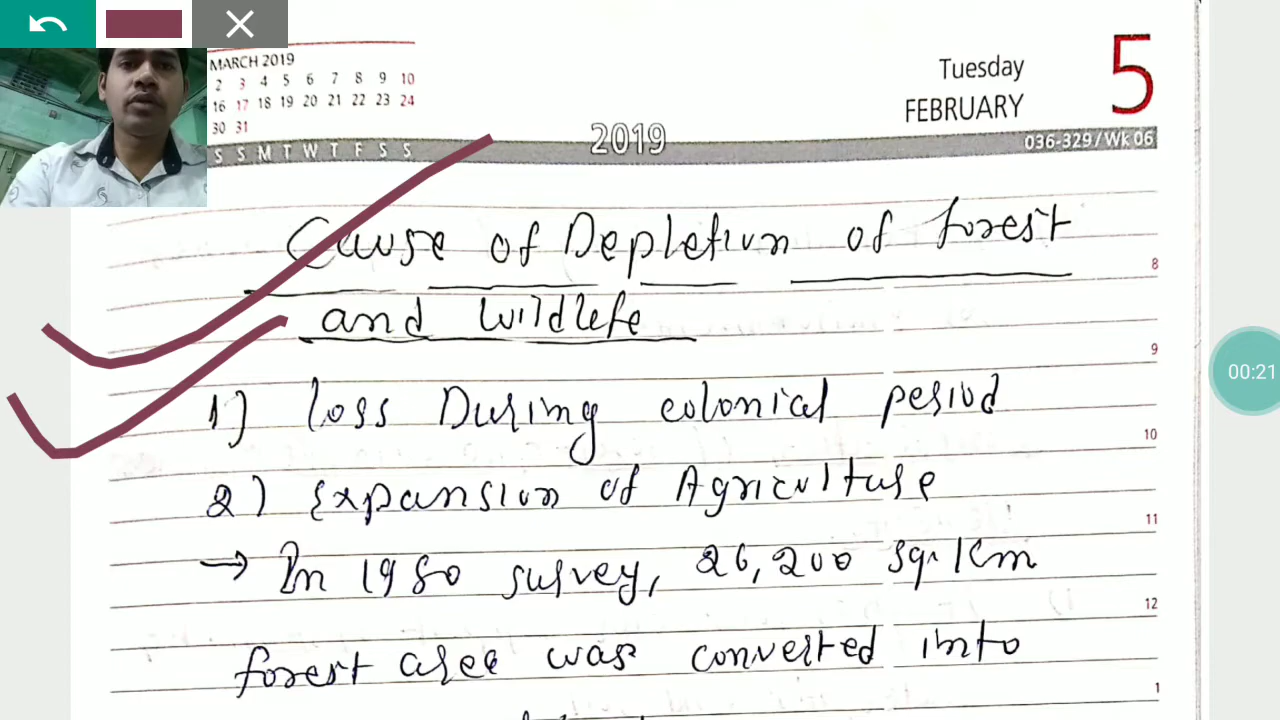 MARCH 2019
2 3 4 5 6 7 8 9 10
16 17 18 19 20 21 22 23 24
30 31
S S M T W T F S S
2019
Tuesday
FEBRUARY
5
036-329/Wk 06
Cause of Depletion of forest
and wildlefe
8
9
1) loss During colonial period
10
2) Expansion of Agriculture
11
→ In 1980 survey, 26,200 sq. km
12
forest area was converted into
1
00:21